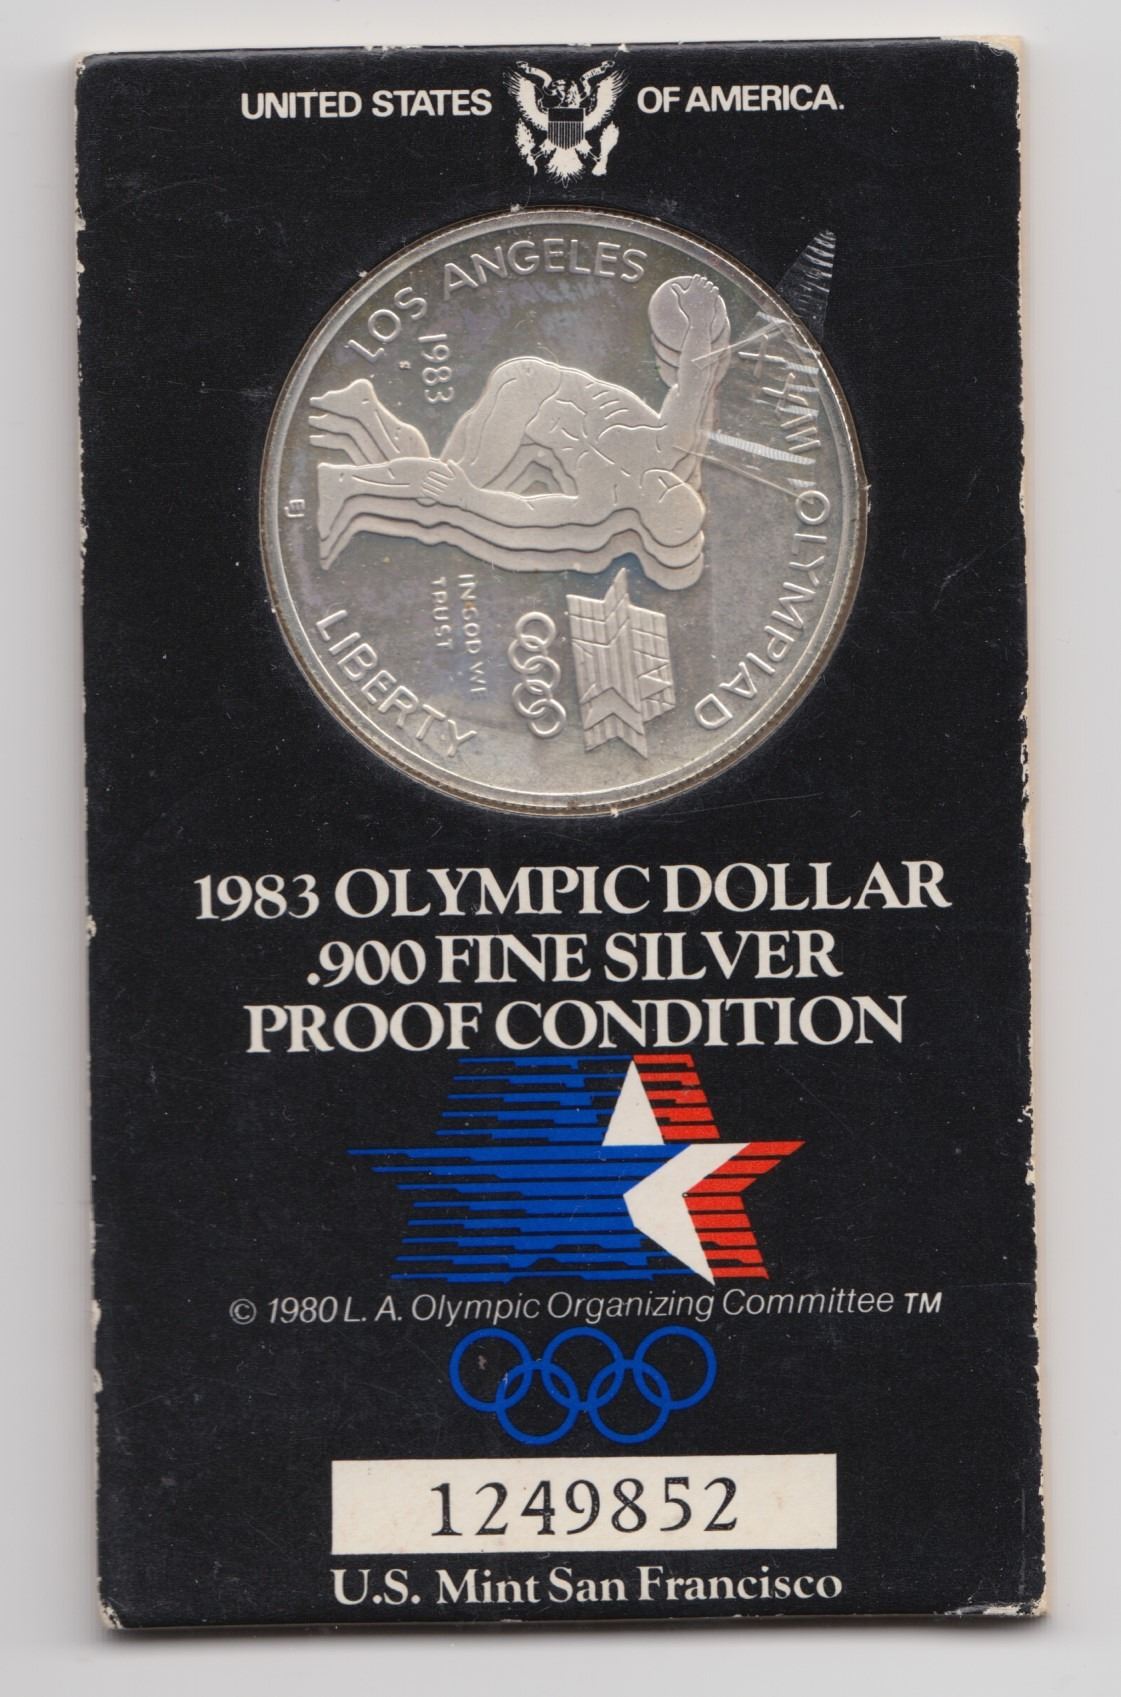 UNITED STATES OF AMERICA.
LOS ANGELES
XXIII OLYMPIAD
1983
S
EJ
IN GOD WE
TRUST
LIBERTY
1983 OLYMPIC DOLLAR
.900 FINE SILVER
PROOF CONDITION
© 1980 L. A. Olympic Organizing Committee TM
1249852
U.S. Mint San Francisco